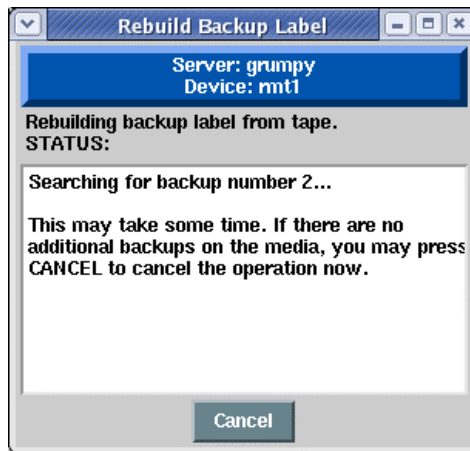 Rebuild Backup Label
Server: grumpy
Device: rmt1
Rebuilding backup label from tape.
STATUS:
Searching for backup number 2...
This may take some time. If there are no
additional backups on the media, you may press
CANCEL to cancel the operation now.
Cancel